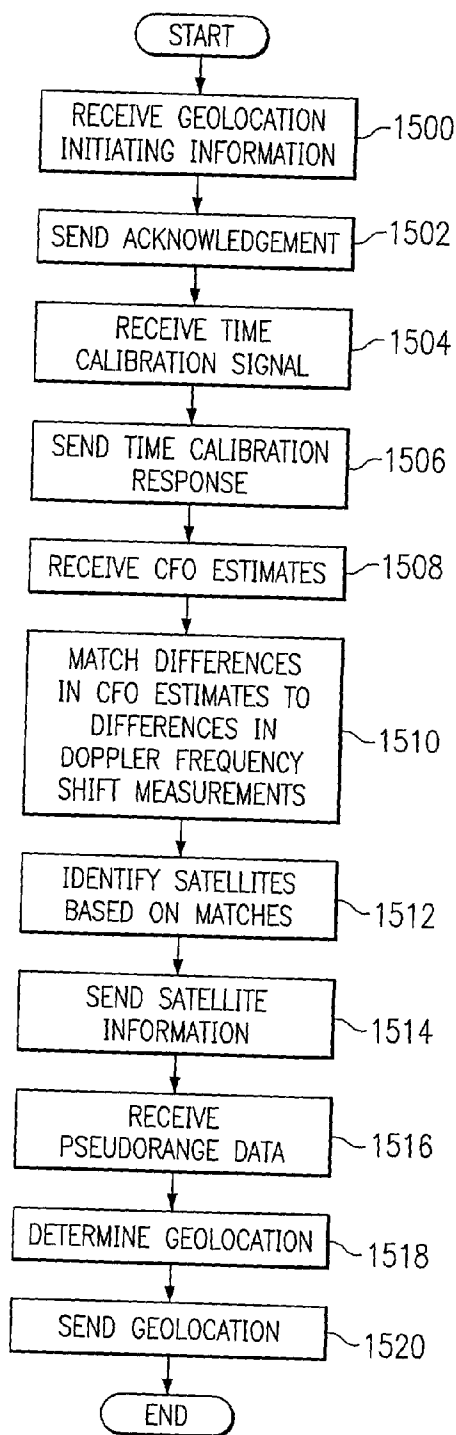 START
RECEIVE GEOLOCATION
INITIATING INFORMATION
1500
SEND ACKNOWLEDGEMENT
1502
RECEIVE TIME
CALIBRATION SIGNAL
1504
SEND TIME CALIBRATION
RESPONSE
1506
RECEIVE CFO ESTIMATES
1508
MATCH DIFFERENCES
IN CFO ESTIMATES TO
DIFFERENCES IN
DOPPLER FREQUENCY
SHIFT MEASUREMENTS
1510
IDENTIFY SATELLITES
BASED ON MATCHES
1512
SEND SATELLITE
INFORMATION
1514
RECEIVE
PSEUDORANGE DATA
1516
DETERMINE GEOLOCATION
1518
SEND GEOLOCATION
1520
END